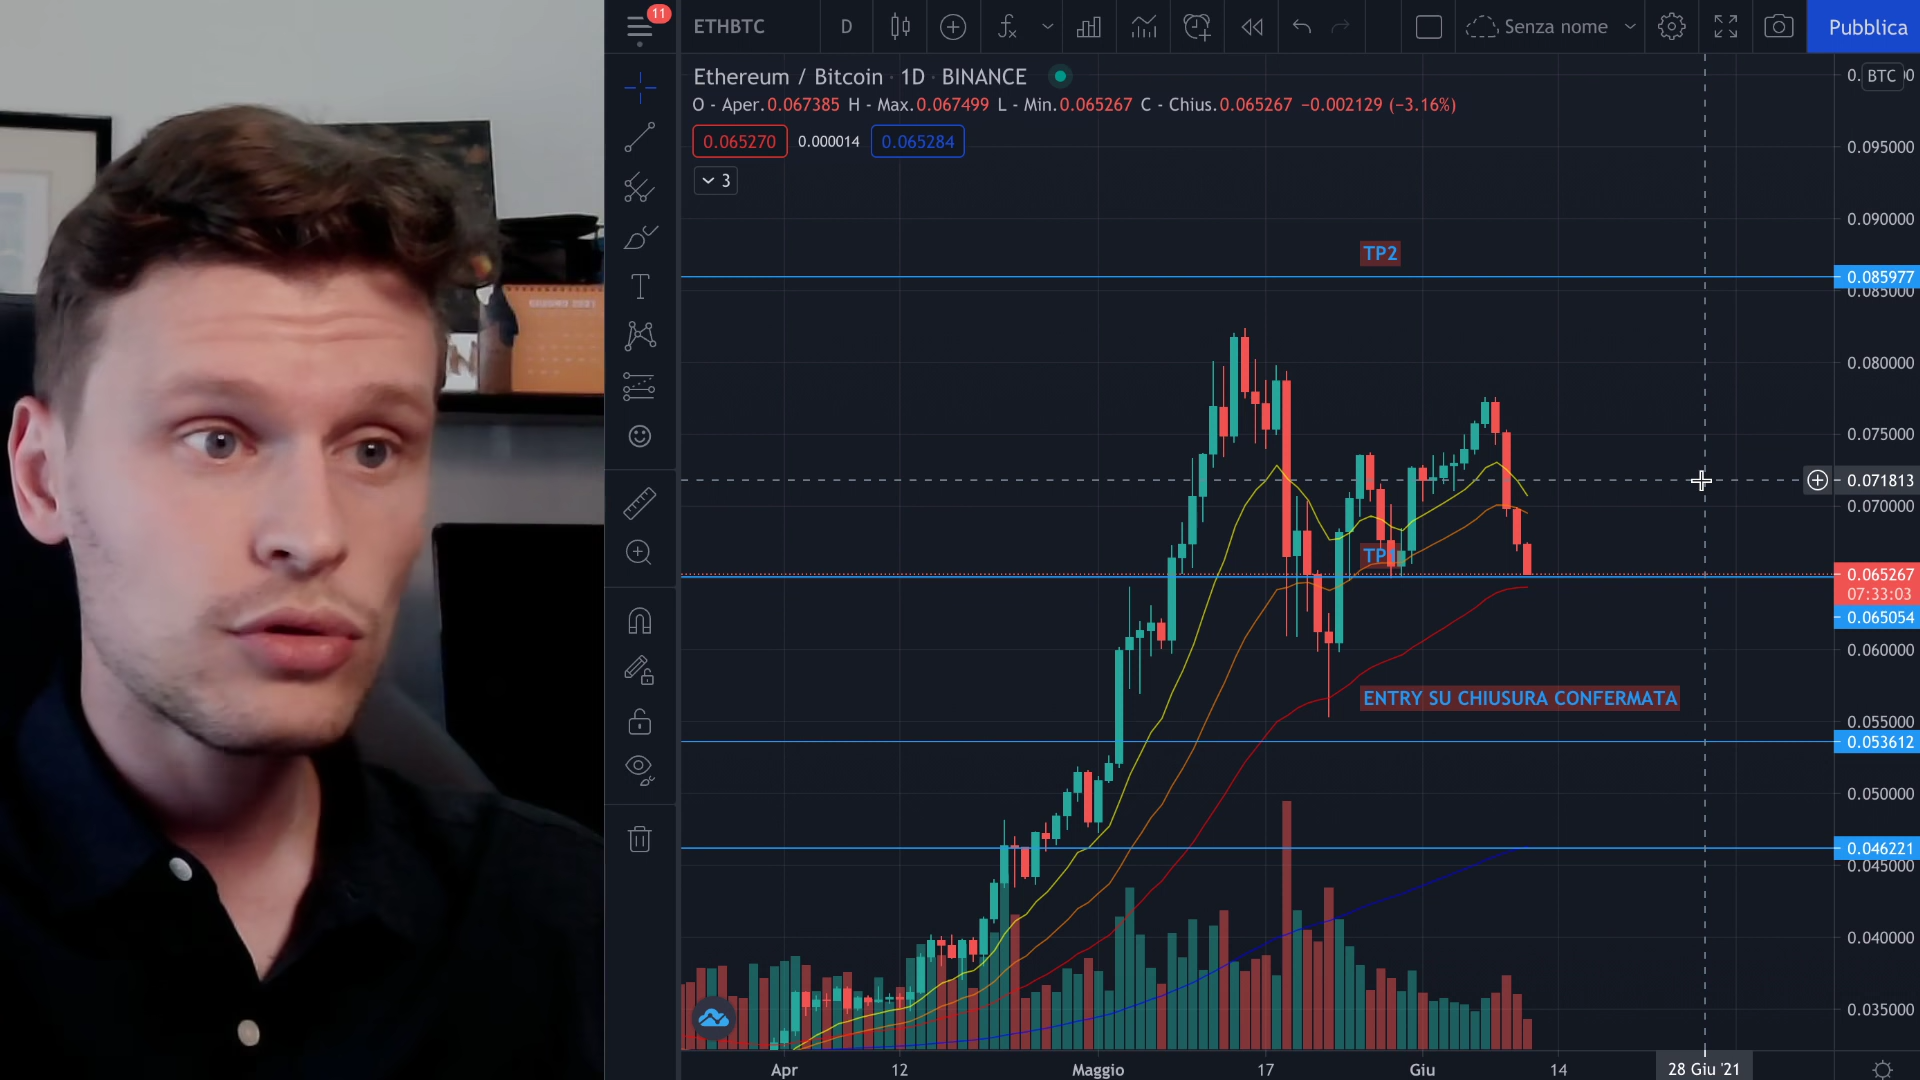 11
ETHBTC
D
Senza nome
Pubblica
Ethereum / Bitcoin · 1D · BINANCE
O - Aper.0.067385 H - Max.0.067499 L - Min.0.065267 C - Chius.0.065267 −0.002129 (−3.16%)
0.065270 0.000014 0.065284
3
BTC
0.095000
0.090000
TP2
0.085977
0.085000
0.080000
0.075000
0.071813
0.070000
TP1
0.065267
07:33:03
0.065054
0.060000
ENTRY SU CHIUSURA CONFERMATA
0.055000
0.053612
0.050000
0.046221
0.045000
0.040000
0.035000
Apr 12 Maggio 17 Giu 14 28 Giu '21
GIUGNO 2021